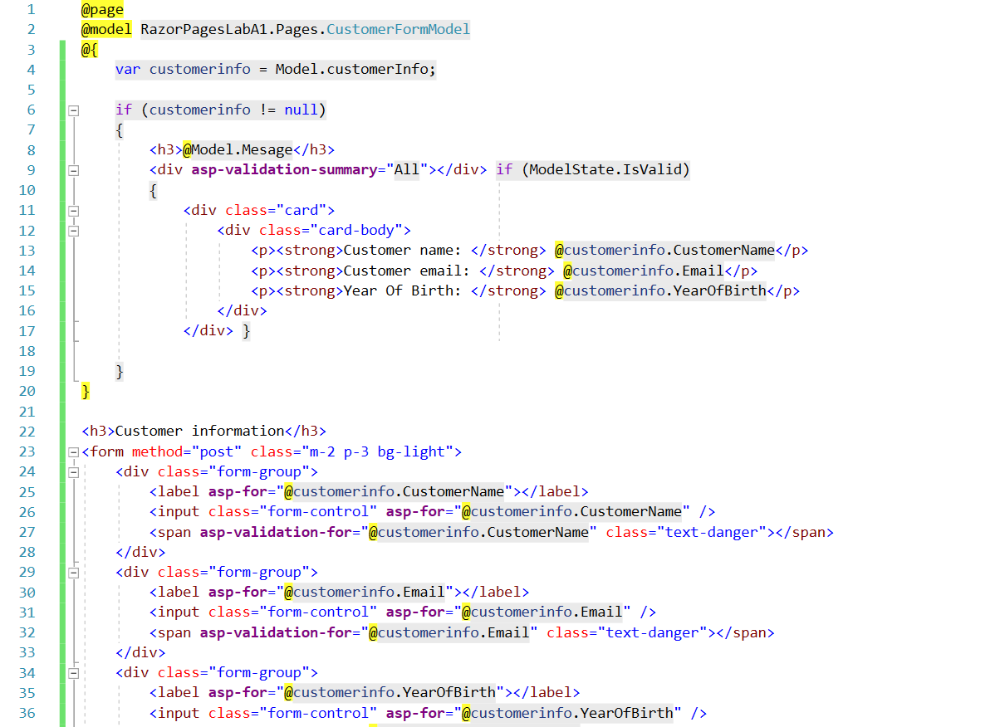 1 @page
2 @model RazorPagesLabA1.Pages.CustomerFormModel
3 @{
4     var customerinfo = Model.customerInfo;
5
6     if (customerinfo != null)
7     {
8         <h3>@Model.Mesage</h3>
9         <div asp-validation-summary="All"></div> if (ModelState.IsValid)
10         {
11             <div class="card">
12                 <div class="card-body">
13                     <p><strong>Customer name: </strong> @customerinfo.CustomerName</p>
14                     <p><strong>Customer email: </strong> @customerinfo.Email</p>
15                     <p><strong>Year Of Birth: </strong> @customerinfo.YearOfBirth</p>
16                 </div>
17             </div> }
18
19     }
20 }
21
22 <h3>Customer information</h3>
23 <form method="post" class="m-2 p-3 bg-light">
24     <div class="form-group">
25         <label asp-for="@customerinfo.CustomerName"></label>
26         <input class="form-control" asp-for="@customerinfo.CustomerName" />
27         <span asp-validation-for="@customerinfo.CustomerName" class="text-danger"></span>
28     </div>
29     <div class="form-group">
30         <label asp-for="@customerinfo.Email"></label>
31         <input class="form-control" asp-for="@customerinfo.Email" />
32         <span asp-validation-for="@customerinfo.Email" class="text-danger"></span>
33     </div>
34     <div class="form-group">
35         <label asp-for="@customerinfo.YearOfBirth"></label>
36         <input class="form-control" asp-for="@customerinfo.YearOfBirth" />